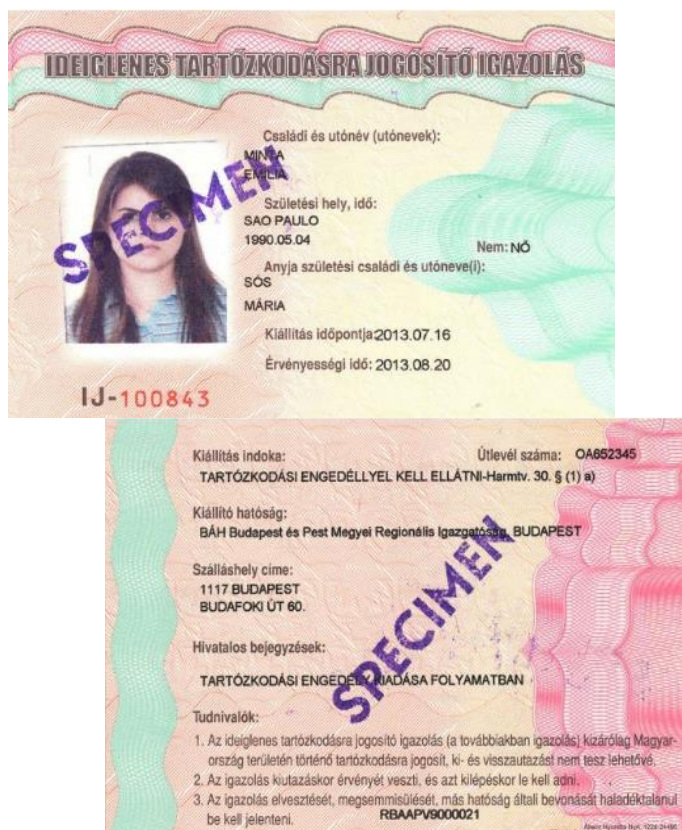 IDEIGLENES TARTÓZKODÁSRA JOGOSÍTÓ IGAZOLÁS
Családi és utónév (utónevek):
MINTA
EMILIA
Születési hely, idő:
SAO PAULO
1990.05.04
Nem: NŐ
Anyja születési családi és utóneve(i):
SÓS
MÁRIA
Kiállítás időpontja:2013.07.16
Érvényességi idő: 2013.08.20
SPECIMEN
IJ-100843
Kiállítás indoka: Útlevél száma: OA652345
TARTÓZKODÁSI ENGEDÉLLYEL KELL ELLÁTNI-Harmtv. 30. § (1) a)
Kiállító hatóság:
BÁH Budapest és Pest Megyei Regionális Igazgatóság, BUDAPEST
Szálláshely címe:
1117 BUDAPEST
BUDAFOKI ÚT 60.
Hivatalos bejegyzések:
TARTÓZKODÁSI ENGEDÉLY KIADÁSA FOLYAMATBAN
SPECIMEN
Tudnivalók:
1. Az ideiglenes tartózkodásra jogosító igazolás (a továbbiakban igazolás) kizárólag Magyar-
ország területén történő tartózkodásra jogosít, ki- és visszautazást nem tesz lehetővé.
2. Az igazolás kiutazáskor érvényét veszti, és azt kilépéskor le kell adni.
3. Az igazolás elvesztését, megsemmisülését, más hatóság általi bevonását haladéktalanul
be kell jelenteni. RBAAPV9000021